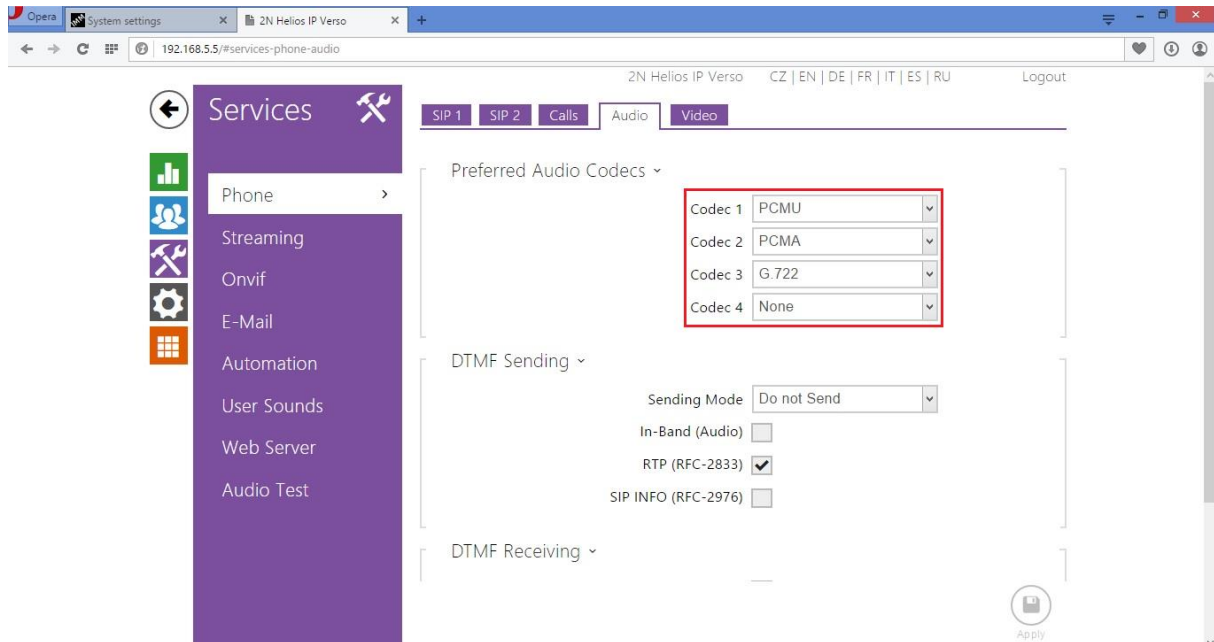 Opera
System settings
2N Helios IP Verso
192.168.5.5/#services-phone-audio
2N Helios IP Verso CZ | EN | DE | FR | IT | ES | RU Logout
Services
SIP 1 SIP 2 Calls Audio Video
Phone
Streaming
Onvif
E-Mail
Automation
User Sounds
Web Server
Audio Test
Preferred Audio Codecs
Codec 1 PCMU
Codec 2 PCMA
Codec 3 G.722
Codec 4 None
DTMF Sending
Sending Mode Do not Send
In-Band (Audio)
RTP (RFC-2833)
SIP INFO (RFC-2976)
DTMF Receiving
Apply